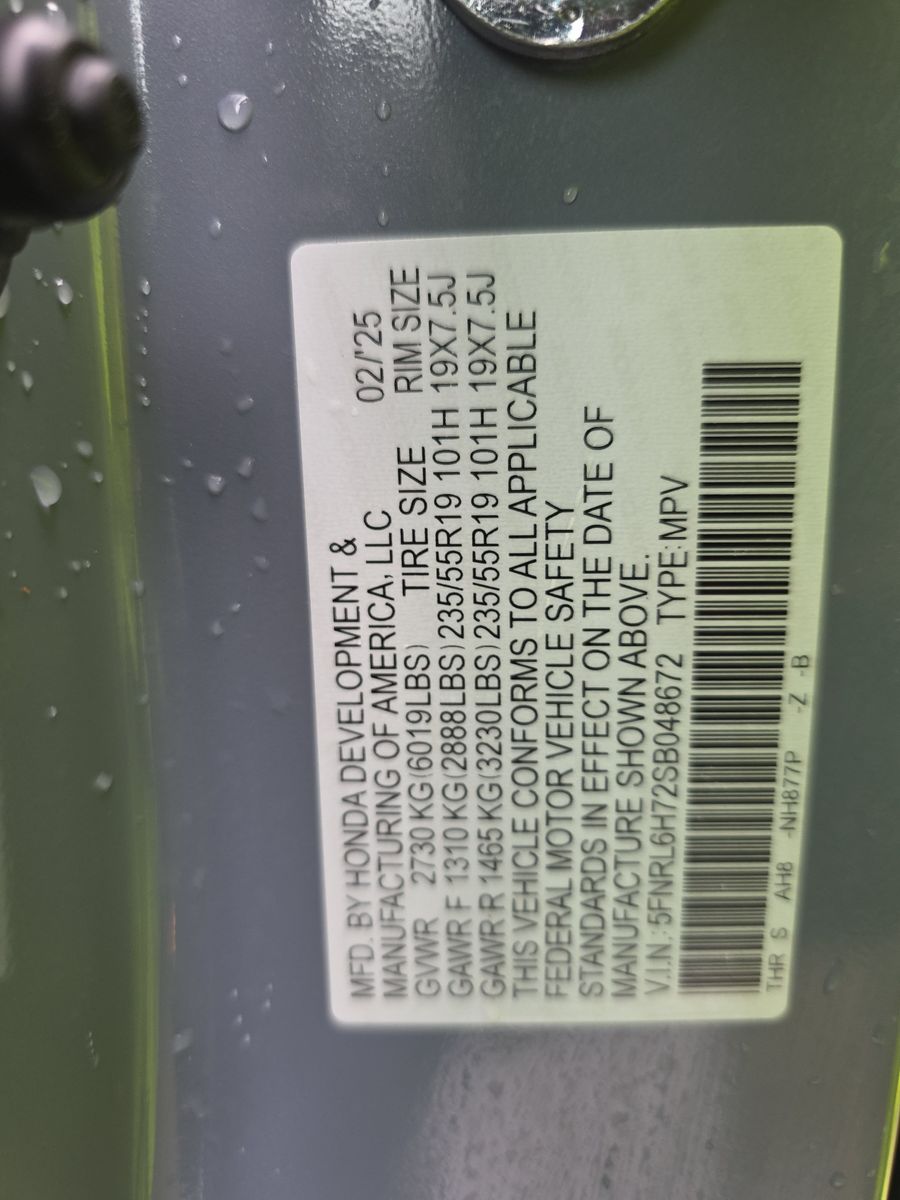 MFD. BY HONDA DEVELOPMENT &
MANUFACTURING OF AMERICA, LLC 02/'25
GVWR 2730 KG(6019LBS) TIRE SIZE RIM SIZE
GAWR F 1310 KG(2888LBS)235/55R19 101H 19X7.5J
GAWR R 1465 KG(3230LBS)235/55R19 101H 19X7.5J
THIS VEHICLE CONFORMS TO ALL APPLICABLE
FEDERAL MOTOR VEHICLE SAFETY
STANDARDS IN EFFECT ON THE DATE OF
MANUFACTURE SHOWN ABOVE.
V.I.N.: 5FNRL6H72SB048672 TYPE:MPV
THR S AH8 -NH877P -Z -B